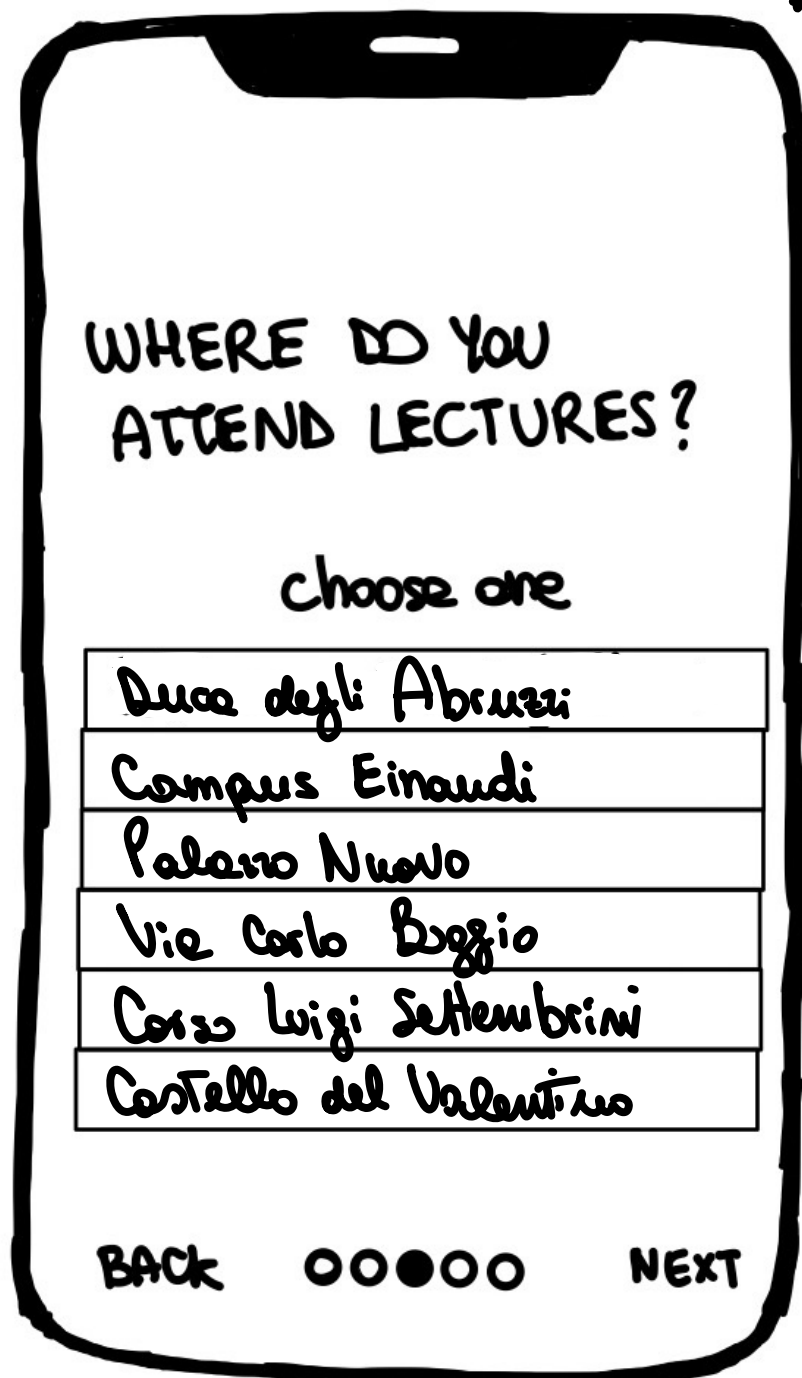 WHERE DO YOU
ATTEND LECTURES?
choose one
Duca degli Abruzzi
Campus Einaudi
Palazzo Nuovo
Via Carlo Boggio
Corso Luigi Settembrini
Castello del Valentino
BACK NEXT